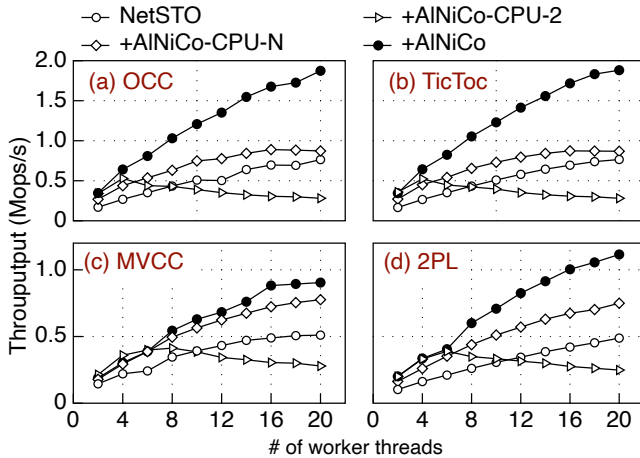 NetSTO +AlNiCo-CPU-2
+AlNiCo-CPU-N +AlNiCo
2.0 (a) OCC (b) TicToc
1.5
1.0
0.5
0
(c) MVCC (d) 2PL
1.0
0.5
0
0 4 8 12 16 20 0 4 8 12 16 20
Throuputput (Mops/s)
# of worker threads